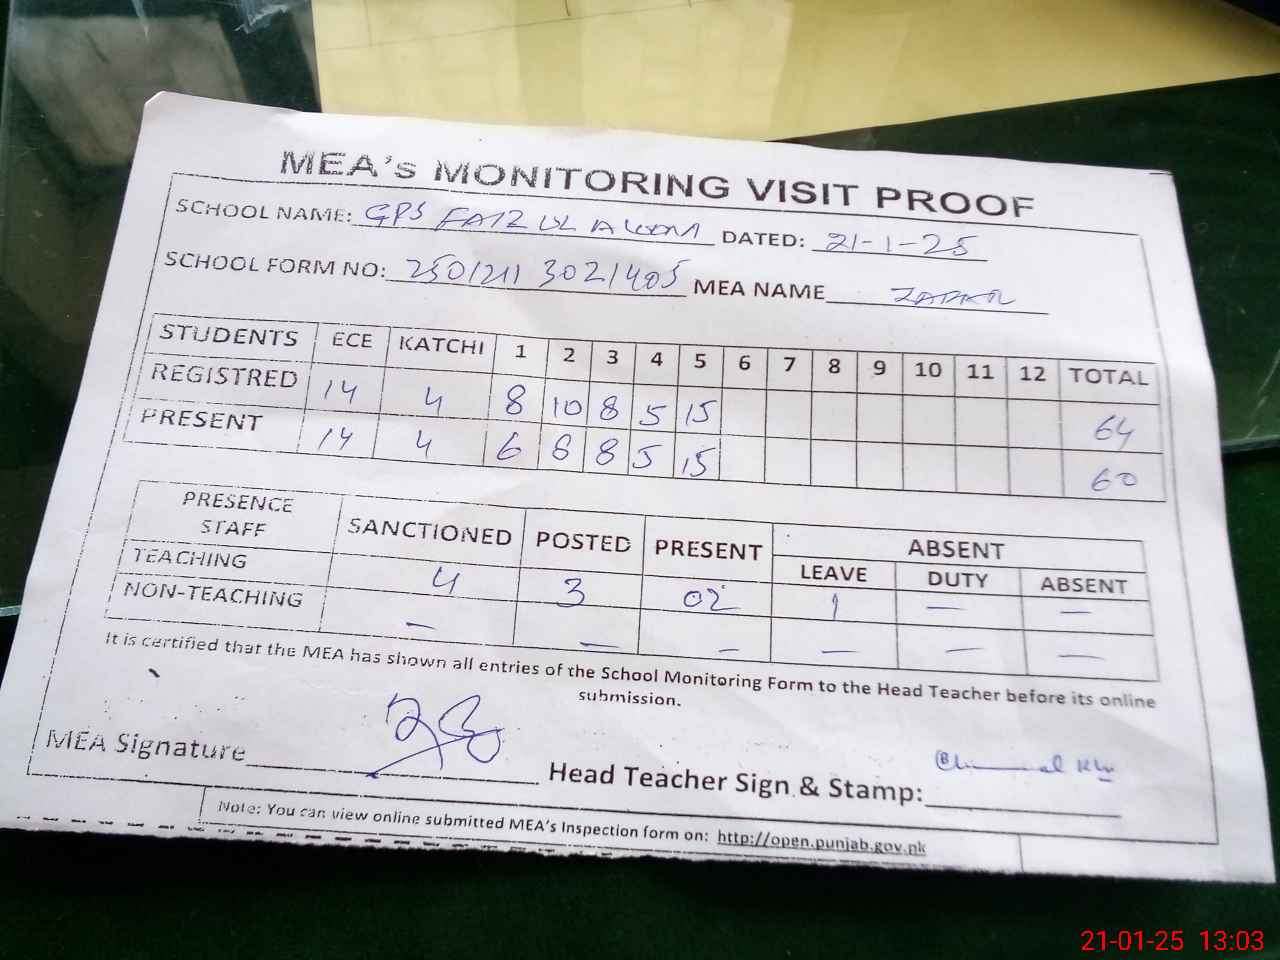 MEA's MONITORING VISIT PROOF
SCHOOL NAME: GPS FAIZ UL ALOOM DATED: 21-1-25
SCHOOL FORM NO: 250/211 302/405 MEA NAME
STUDENTS ECE KATCHI 1 2 3 4 5 6 7 8 9 10 11 12 TOTAL
REGISTRED 14 4 8 10 8 5 15 64
PRESENT 14 4 6 8 8 5 15 60
PRESENCE STAFF SANCTIONED POSTED PRESENT ABSENT
LEAVE DUTY ABSENT
TEACHING 4 3 02 1 — —
NON-TEACHING — — — — — —
It is certified that the MEA has shown all entries of the School Monitoring Form to the Head Teacher before its online
submission.
MEA Signature Head Teacher Sign & Stamp:
Note: You can view online submitted MEA's Inspection form on: http://open.punjab.gov.pk
21-01-25 13:03